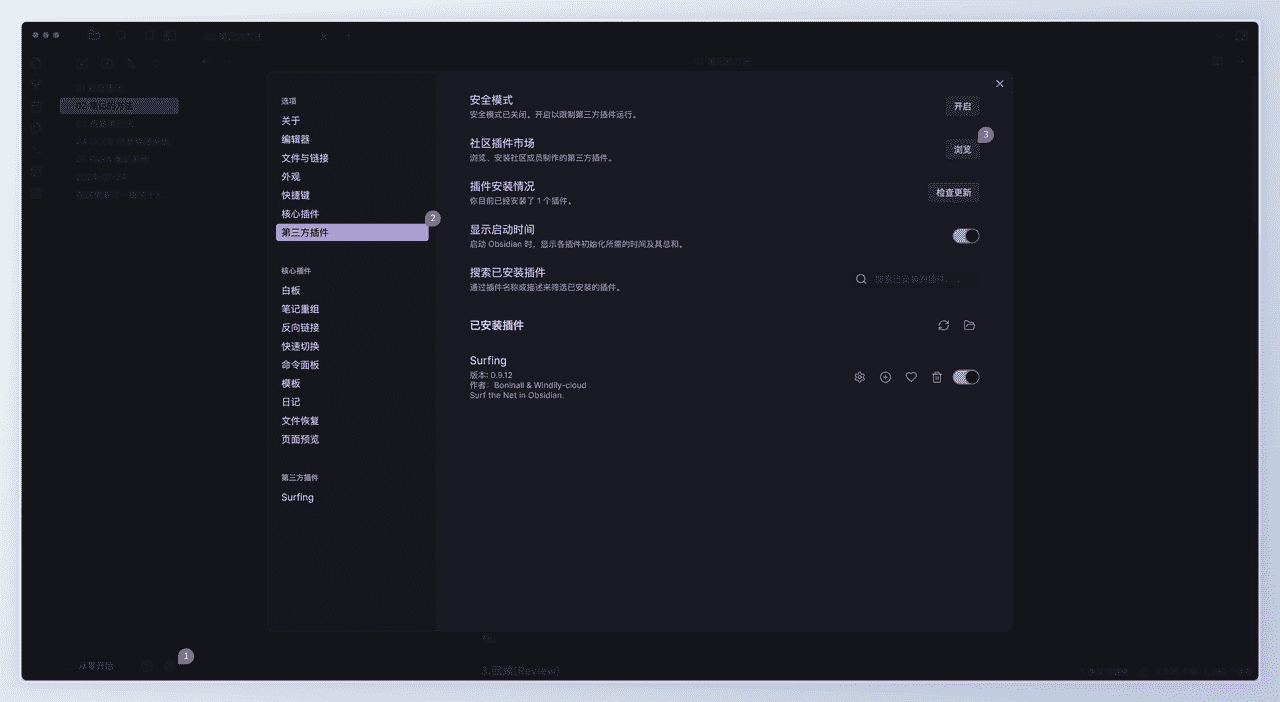 选项
关于
编辑器
文件与链接
外观
快捷键
核心插件
第三方插件
2
核心插件
白板
笔记重组
反向链接
快速切换
命令面板
模板
日记
文件恢复
页面预览
第三方插件
Surfing
安全模式
安全模式已关闭。开启以限制第三方插件运行。
开启
3
社区插件市场
浏览、安装社区成员制作的第三方插件。
浏览
插件安装情况
你目前已经安装了 1 个插件。
检查更新
显示启动时间
启动 Obsidian 时，显示各插件初始化所需的时间及其总和。
搜索已安装插件
通过插件名称或描述来筛选已安装的插件。
搜索已安装的插件...
已安装插件
Surfing
版本: 0.9.12
作者: Boninall & Windily-cloud
Surf the Net in Obsidian.
从零开始
1
2024-07-24